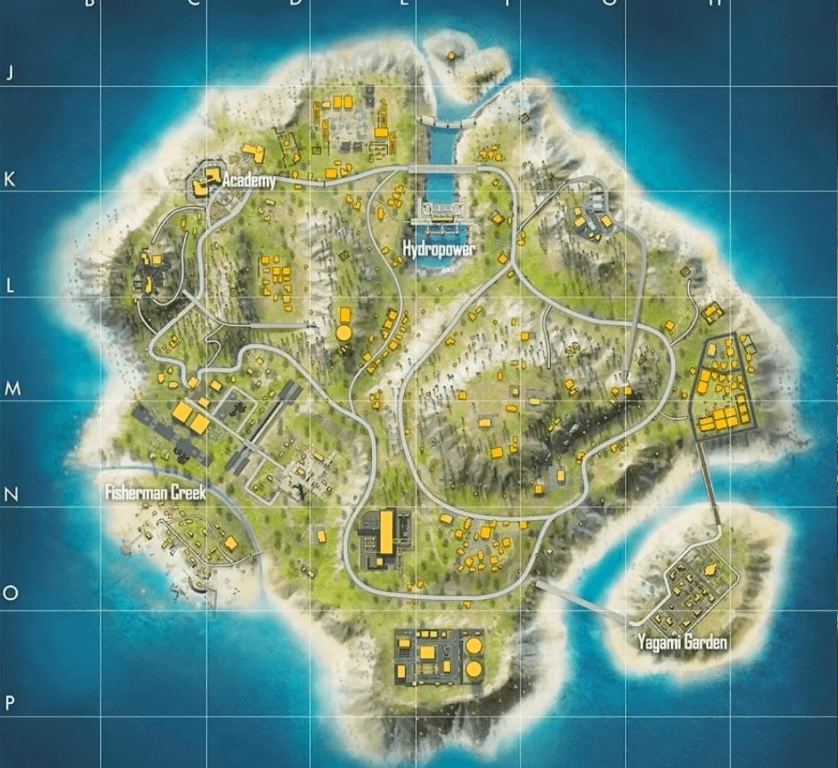 B C D E F G H
J
K
Academy
Hydropower
L
M
N
Fisherman Creek
O
Yagami Garden
P